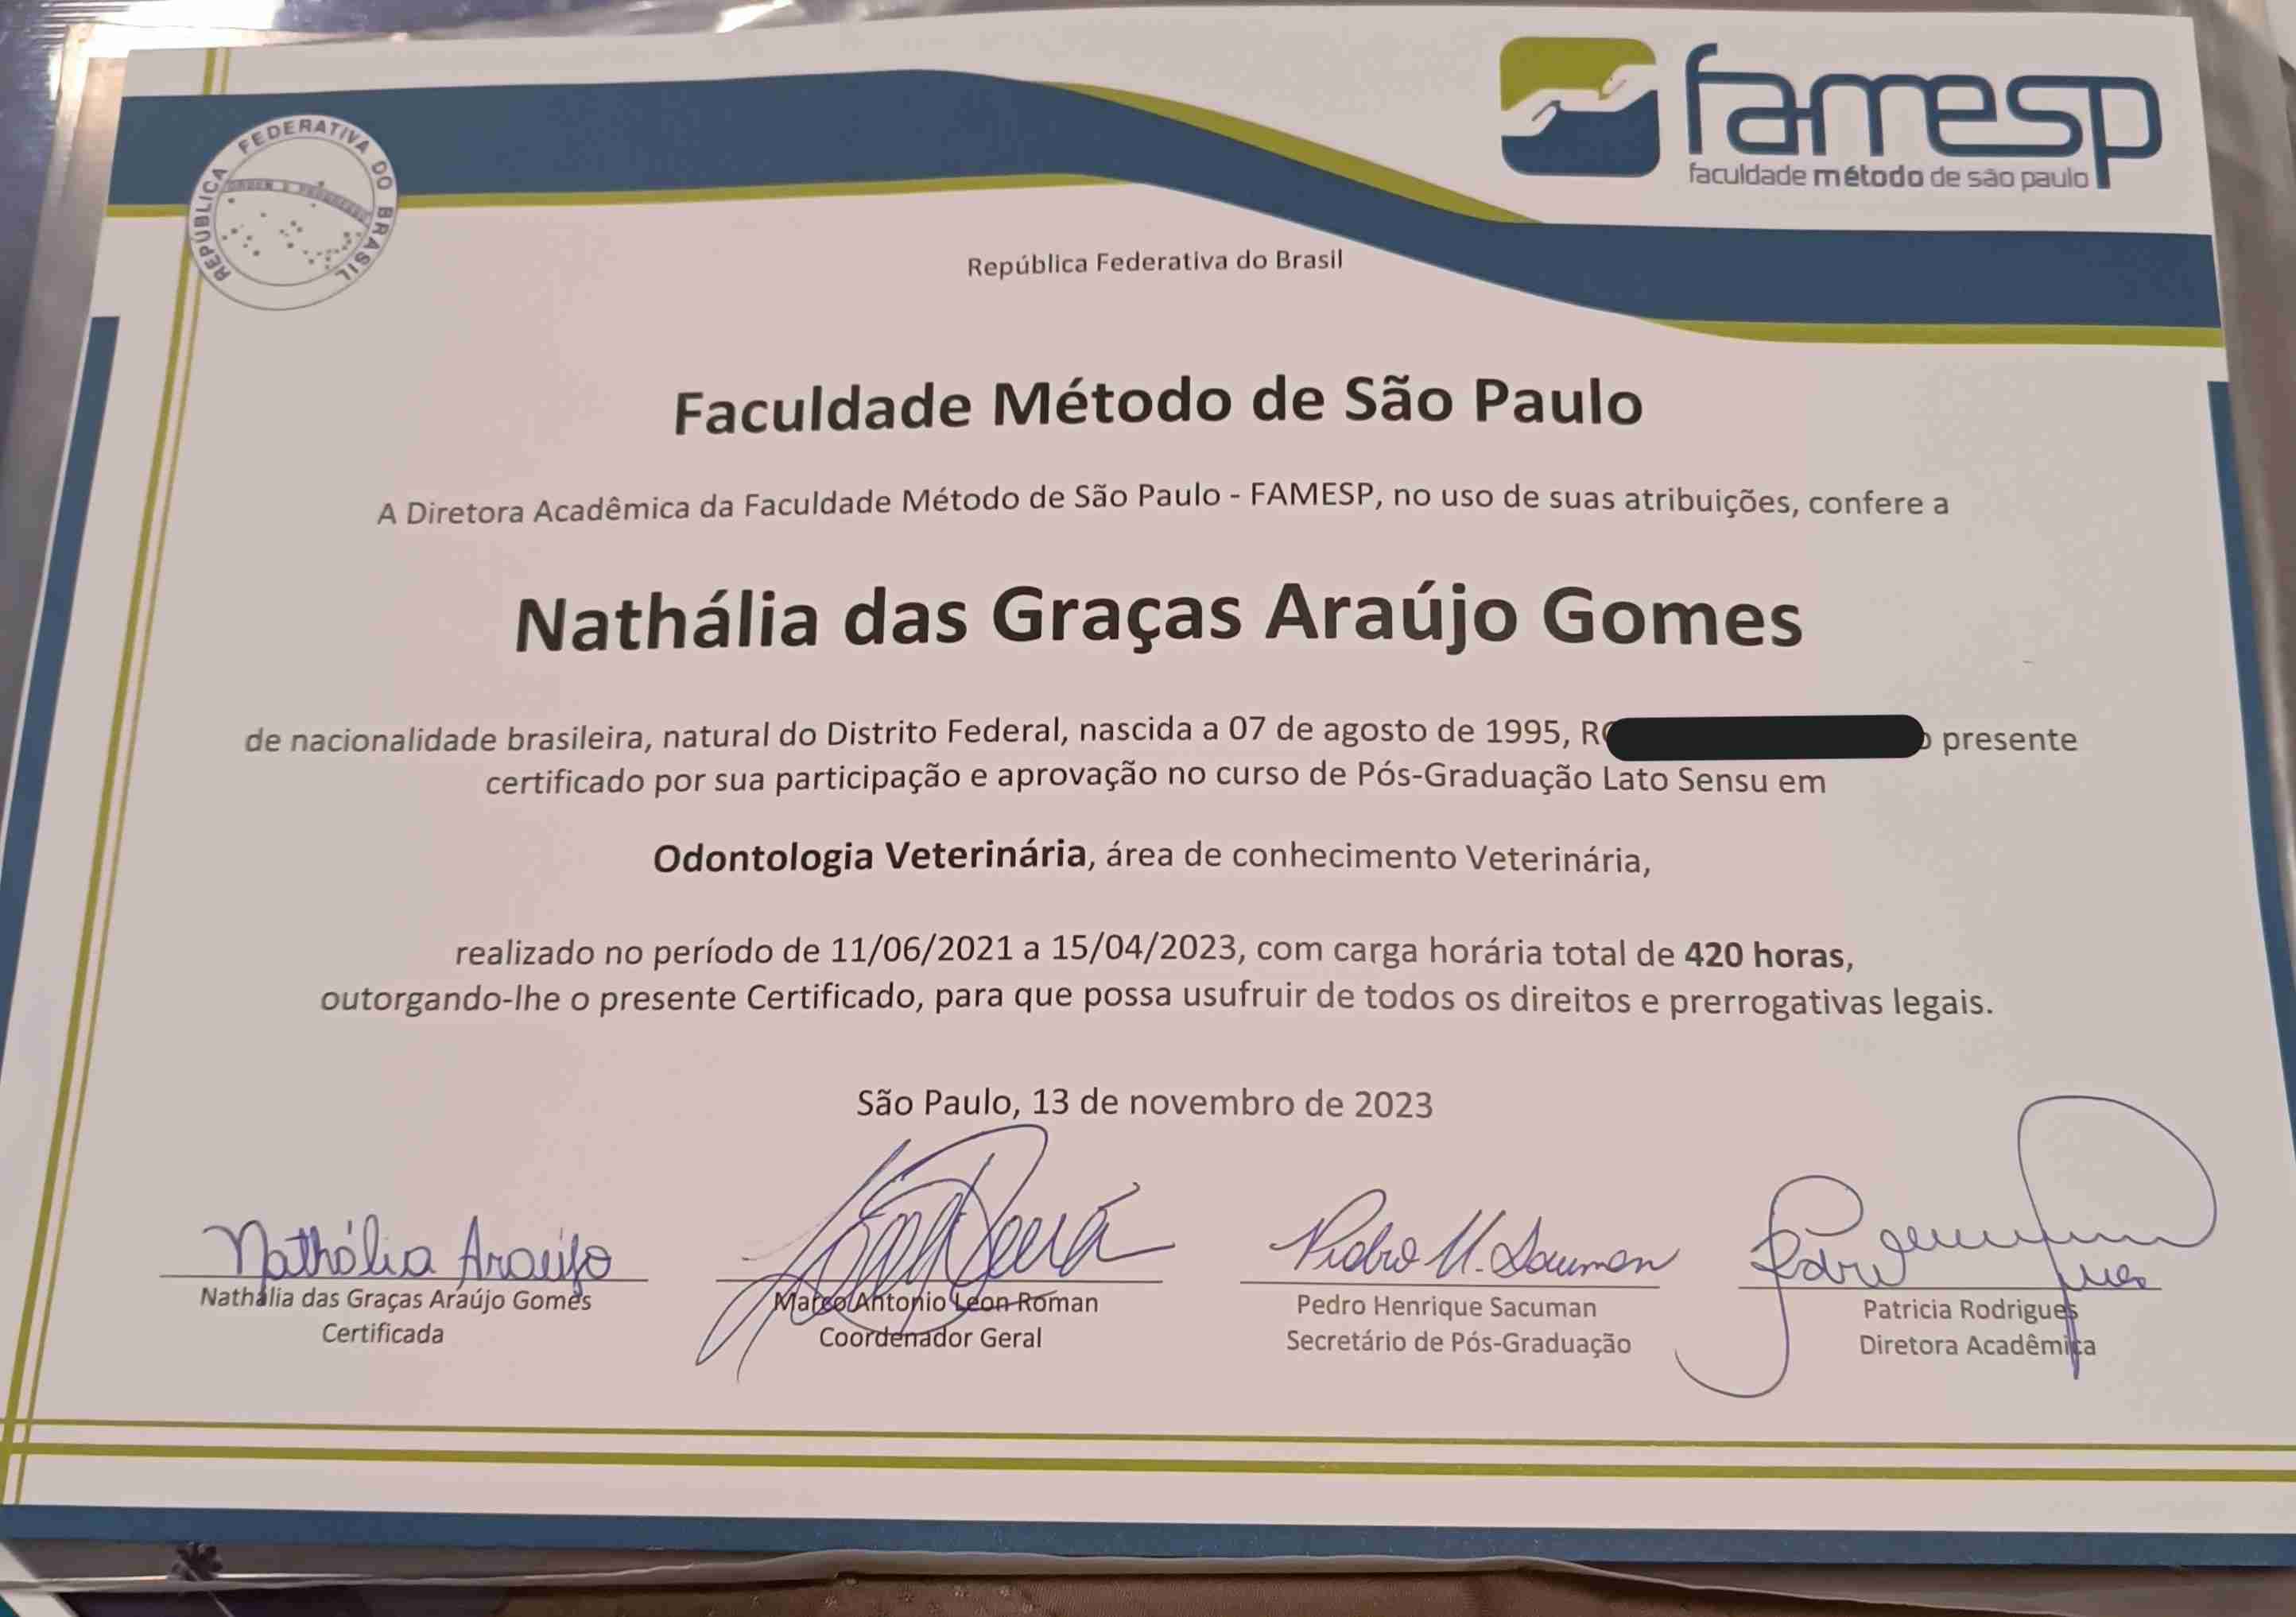 REPÚBLICA FEDERATIVA DO BRASIL
ORDEM E PROGRESSO
famesp
faculdade método de são paulo
República Federativa do Brasil
Faculdade Método de São Paulo
A Diretora Acadêmica da Faculdade Método de São Paulo - FAMESP, no uso de suas atribuições, confere a
Nathália das Graças Araújo Gomes
de nacionalidade brasileira, natural do Distrito Federal, nascida a 07 de agosto de 1995, presente
certificado por sua participação e aprovação no curso de Pós-Graduação Lato Sensu em
Odontologia Veterinária, área de conhecimento Veterinária,
realizado no período de 11/06/2021 a 15/04/2023, com carga horária total de 420 horas,
outorgando-lhe o presente Certificado, para que possa usufruir de todos os direitos e prerrogativas legais.
São Paulo, 13 de novembro de 2023
Nathália Araújo
Nathália das Graças Araújo Gomes
Certificada
Marco Antonio Leon Roman
Coordenador Geral
Pedro H. Sacuman
Pedro Henrique Sacuman
Secretário de Pós-Graduação
Patricia Rodrigues
Diretora Acadêmica